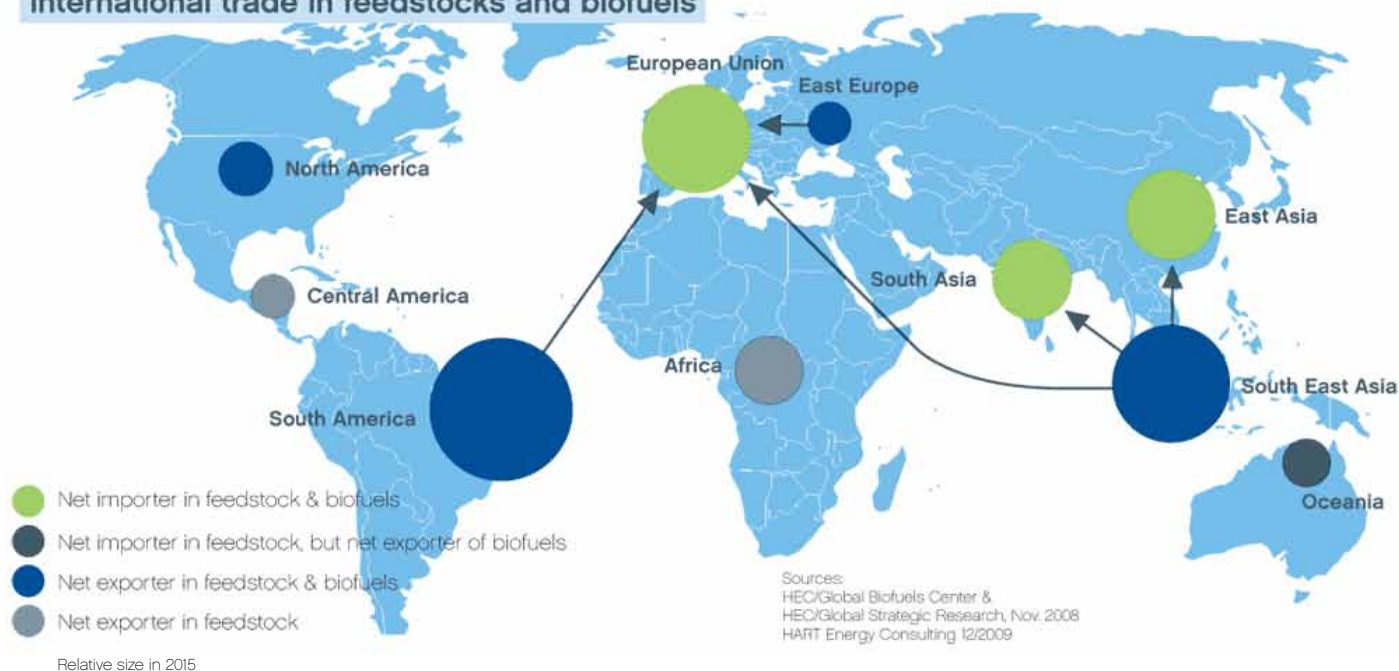 International trade in feedstocks and biofuels
European Union
East Europe
North America
East Asia
South Asia
Central America
Africa
South East Asia
South America
Oceania
Net importer in feedstock & biofuels
Net importer in feedstock, but net exporter of biofuels
Net exporter in feedstock & biofuels
Net exporter in feedstock
Relative size in 2015
Sources:
HEC/Global Biofuels Center &
HEC/Global Strategic Research, Nov. 2008
HART Energy Consulting 12/2009